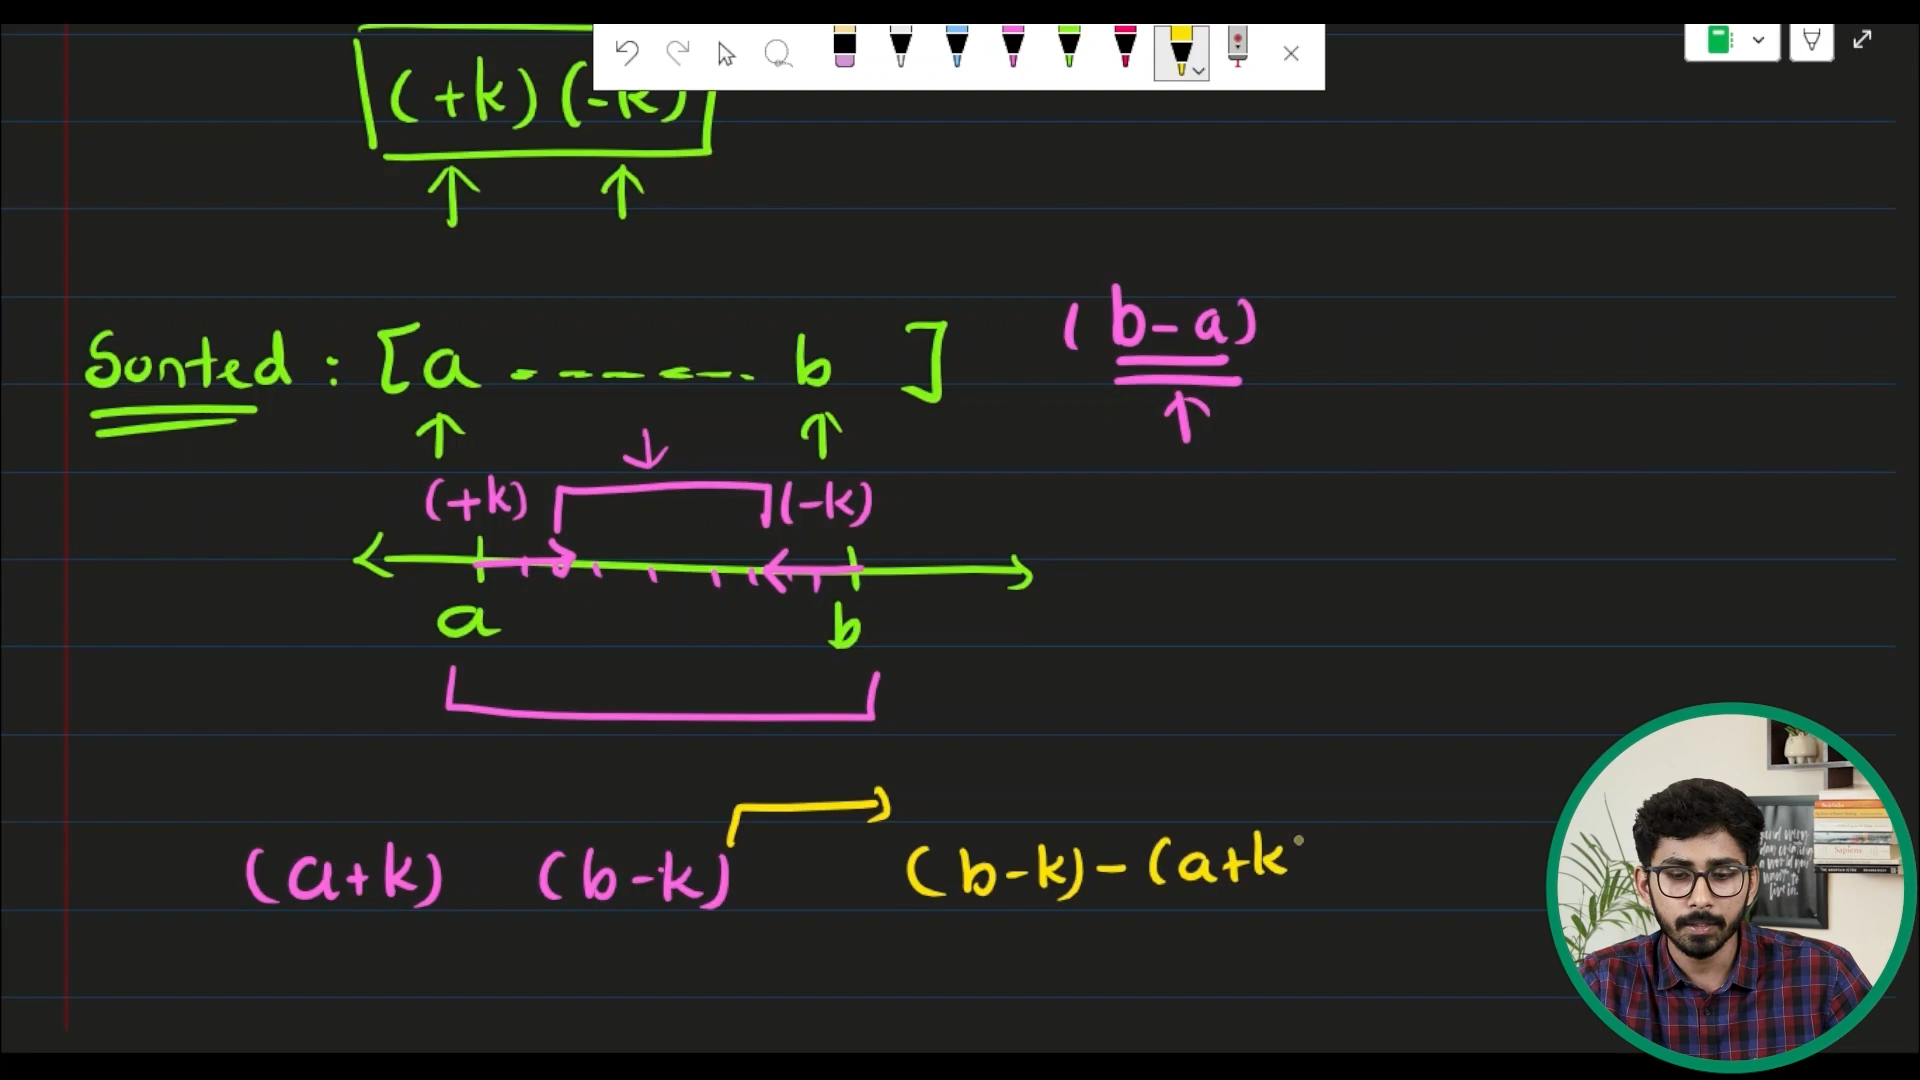 (+k) (-k)
Sorted : [a ------- b ]
(b-a)
(+k) (-k)
a b
(a+k) (b-k) (b-k)-(a+k